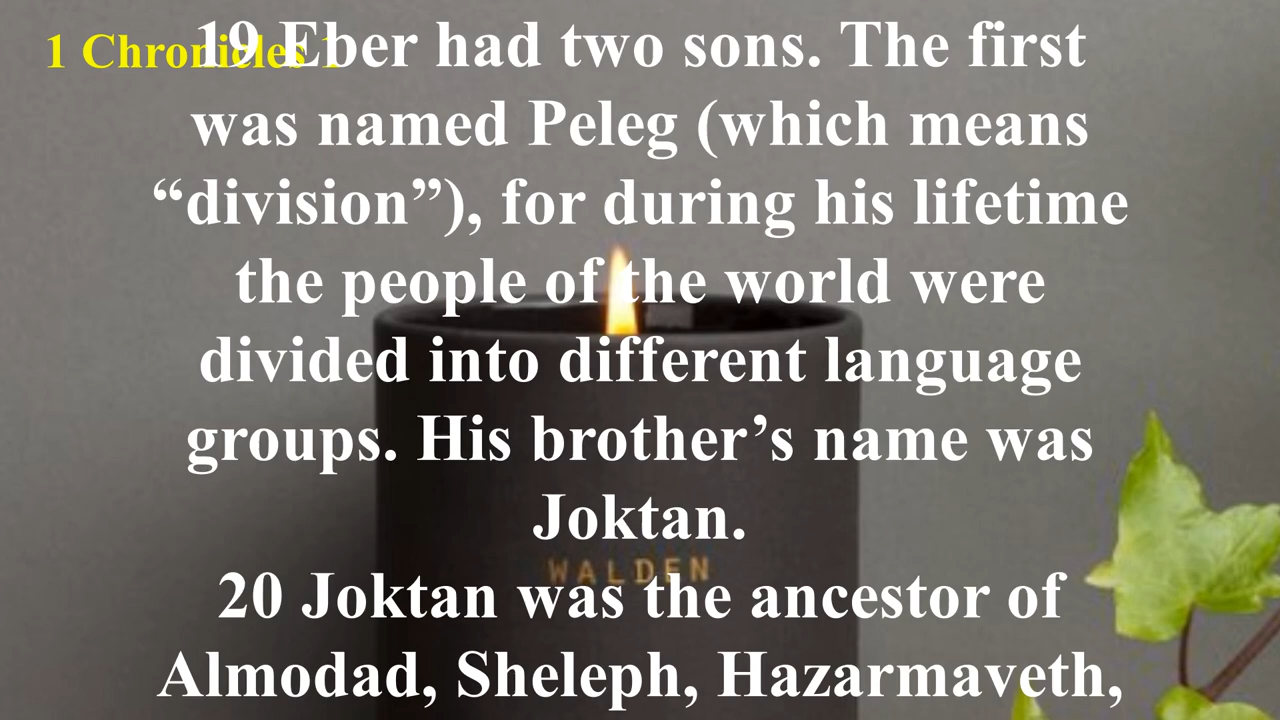 1 Chronicles 1
19 Eber had two sons. The first
was named Peleg (which means
“division”), for during his lifetime
the people of the world were
divided into different language
groups. His brother’s name was
Joktan.
WALDEN
20 Joktan was the ancestor of
Almodad, Sheleph, Hazarmaveth,